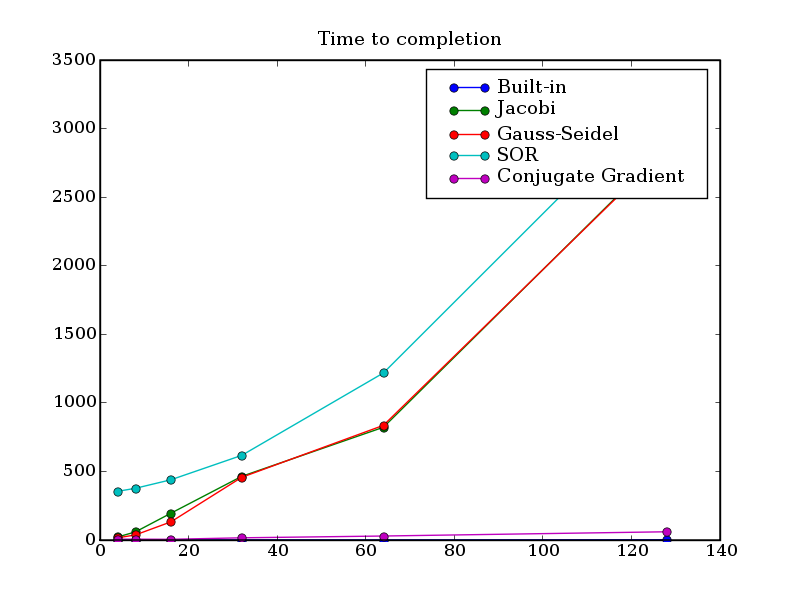 Time to completion
3500
3000
2500
2000
1500
1000
500
0
Built-in
Jacobi
Gauss-Seidel
SOR
Conjugate Gradient
0 20 40 60 80 100 120 140